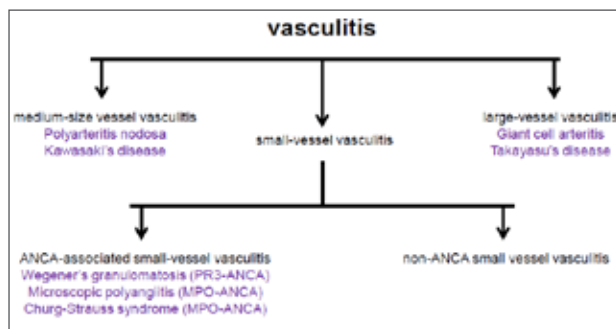 vasculitis
medium-size vessel vasculitis
Polyarteritis nodosa
Kawasaki's disease
small-vessel vasculitis
large-vessel vasculitis
Giant cell arteritis
Takayasu's disease
ANCA-associated small-vessel vasculitis
Wegener's granulomatosis (PR3-ANCA)
Microscopic polyangiitis (MPO-ANCA)
Churg-Strauss syndrome (MPO-ANCA)
non-ANCA small vessel vasculitis